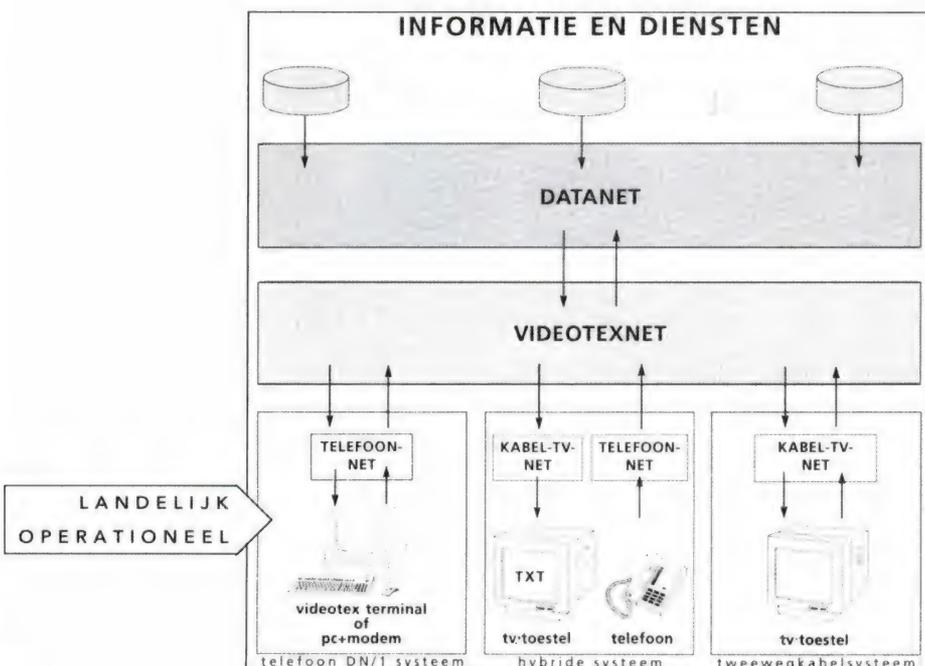 INFORMATIE EN DIENSTEN
DATANET
VIDEOTEXNET
TELEFOON-
NET
KABEL-TV-
NET
TELEFOON-
NET
KABEL-TV-
NET
LANDELIJK
OPERATIONEEL
TXT
videotex terminal
of
pc+modem
tv-toestel
telefoon
tv-toestel
telefoon DN/1 systeem
hybride systeem
tweewegkabelsysteem